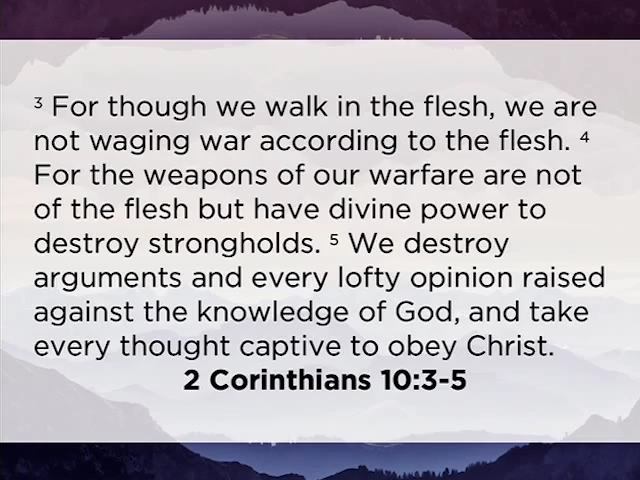 ³ For though we walk in the flesh, we are
not waging war according to the flesh. ⁴
For the weapons of our warfare are not
of the flesh but have divine power to
destroy strongholds. ⁵ We destroy
arguments and every lofty opinion raised
against the knowledge of God, and take
every thought captive to obey Christ.
2 Corinthians 10:3-5